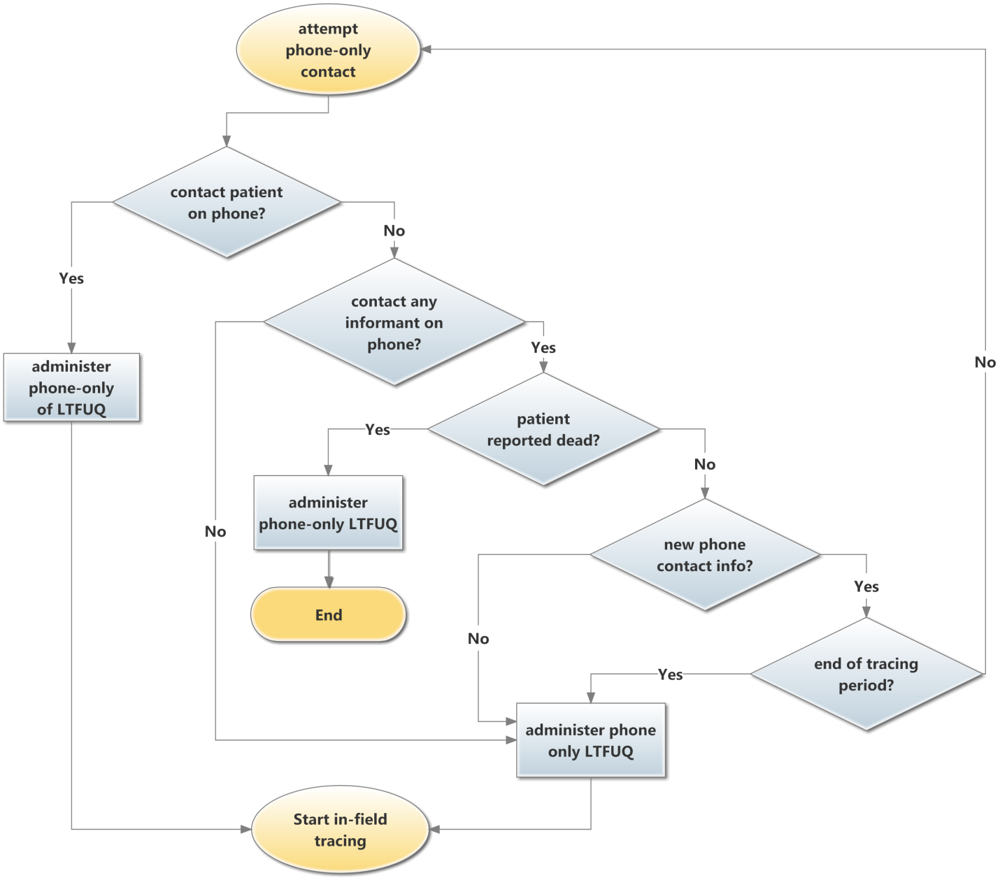 attempt
phone-only
contact
contact patient
on phone?
No
Yes
contact any
informant on
phone?
Yes
No
administer
phone-only
of LTFUQ
patient
reported dead?
Yes
No
administer
phone-only LTFUQ
No
new phone
contact info?
Yes
End
No
end of tracing
period?
Yes
administer phone
only LTFUQ
Start in-field
tracing